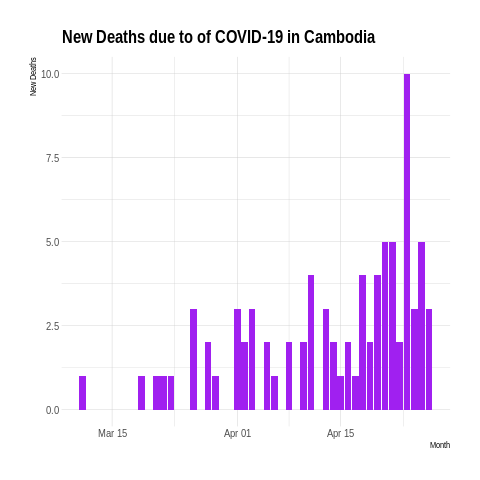 New Deaths due to of COVID-19 in Cambodia
New Deaths
10.0
7.5
5.0
2.5
0.0
Mar 15 Apr 01 Apr 15
Month